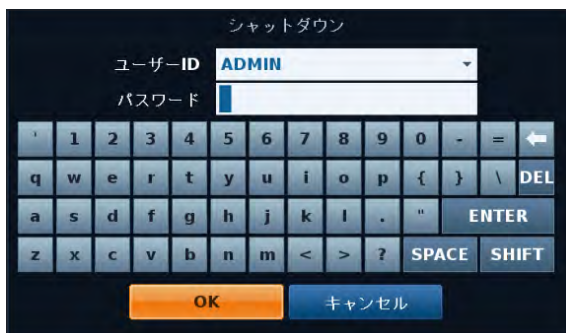 シャットダウン
ユーザーID ADMIN
パスワード
' 1 2 3 4 5 6 7 8 9 0 - =
q w e r t y u i o p { } \ DEL
a s d f g h j k l . " ENTER
z x c v b n m < > ? SPACE SHIFT
OK キャンセル